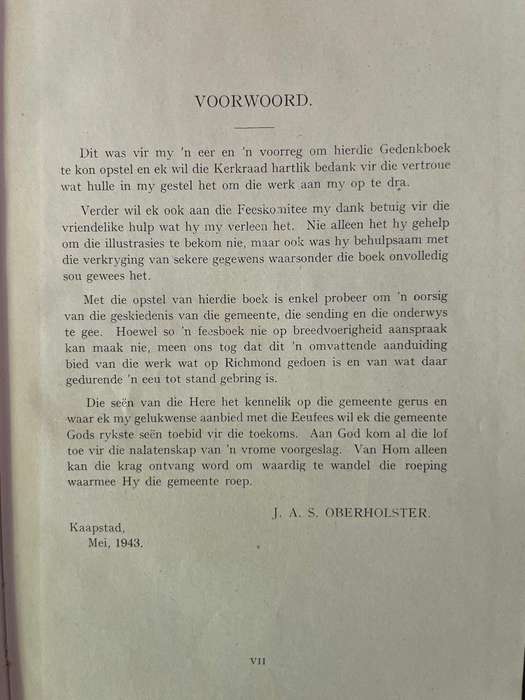 VOORWOORD.
Dit was vir my 'n eer en 'n voorreg om hierdie Gedenkboek
te kon opstel en ek wil die Kerkraad hartlik bedank vir die vertroue
wat hulle in my gestel het om die werk aan my op te dra.
Verder wil ek ook aan die Feeskomitee my dank betuig vir die
vriendelike hulp wat hy my verleen het. Nie alleen het hy gehelp
om die illustrasies te bekom nie, maar ook was hy behulpsaam met
die verkryging van sekere gegewens waarsonder die boek onvolledig
sou gewees het.
Met die opstel van hierdie boek is enkel probeer om 'n oorsig
van die geskiedenis van die gemeente, die sending en die onderwys
te gee. Hoewel so 'n feesboek nie op breedvoerigheid aanspraak
kan maak nie, meen ons tog dat dit 'n omvattende aanduiding
bied van die werk wat op Richmond gedoen is en van wat daar
gedurende 'n eeu tot stand gebring is.
Die seën van die Here het kennelik op die gemeente gerus en
waar ek my gelukwense aanbied met die Eeufees wil ek die gemeente
Gods rykste seën toebid vir die toekoms. Aan God kom al die lof
toe vir die nalatenskap van 'n vrome voorgeslag. Van Hom alleen
kan die krag ontvang word om waardig te wandel die roeping
waarmee Hy die gemeente roep.
J. A. S. OBERHOLSTER.
Kaapstad,
Mei, 1943.
VII